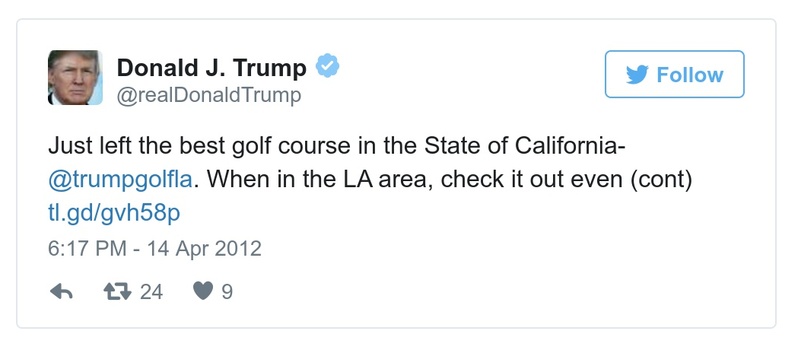 Donald J. Trump
@realDonaldTrump
Follow
Just left the best golf course in the State of California-
@trumpgolfla. When in the LA area, check it out even (cont)
tl.gd/gvh58p
6:17 PM - 14 Apr 2012
24 9